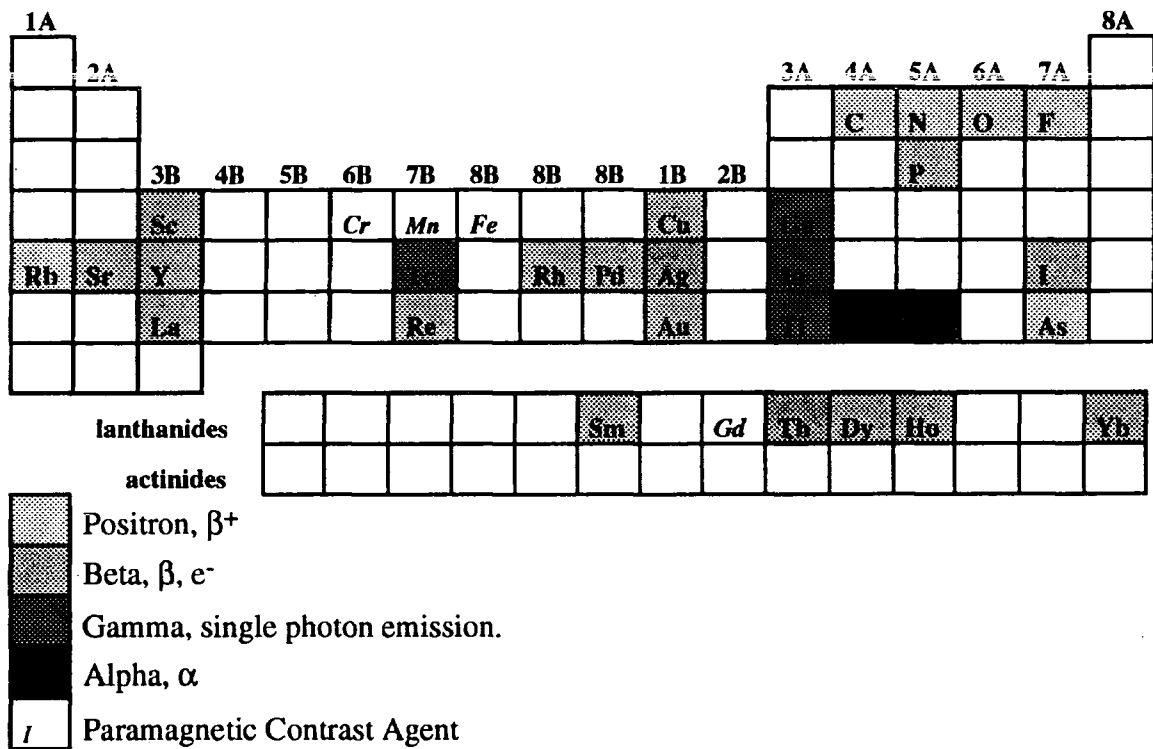 1A 8A
2A 3A 4A 5A 6A 7A
C N O F
3B 4B 5B 6B 7B 8B 8B 8B 1B 2B P
Sc Cr Mn Fe Cu
Rb Sr Y Rh Pd Ag I
La Re Au Tl As
lanthanides Sm Gd Tb Dy Ho Yb
actinides
Positron, β+
Beta, β, e-
Gamma, single photon emission.
Alpha, α
I Paramagnetic Contrast Agent